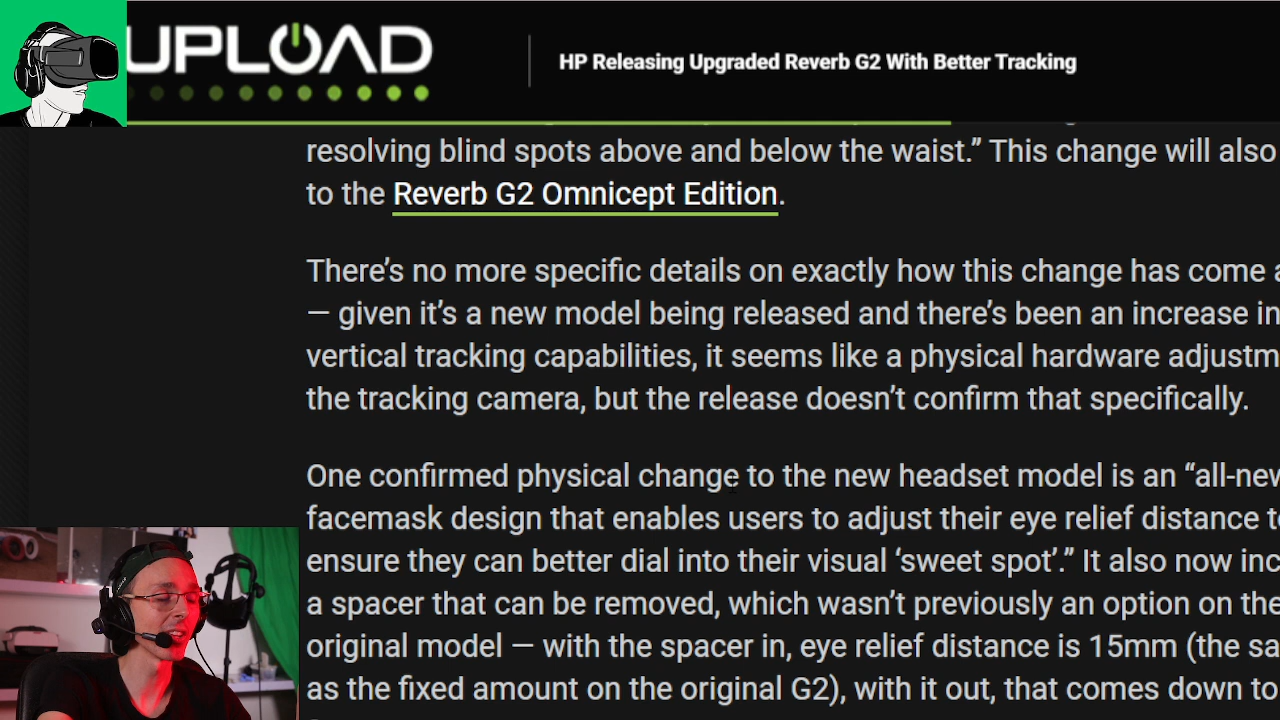 UPLOAD
HP Releasing Upgraded Reverb G2 With Better Tracking
resolving blind spots above and below the waist.” This change will also
to the Reverb G2 Omnicept Edition.
There’s no more specific details on exactly how this change has come
— given it’s a new model being released and there’s been an increase in
vertical tracking capabilities, it seems like a physical hardware adjustm
the tracking camera, but the release doesn’t confirm that specifically.
One confirmed physical change to the new headset model is an “all-new
facemask design that enables users to adjust their eye relief distance to
ensure they can better dial into their visual ‘sweet spot’.” It also now inc
a spacer that can be removed, which wasn’t previously an option on the
original model — with the spacer in, eye relief distance is 15mm (the sa
as the fixed amount on the original G2), with it out, that comes down to